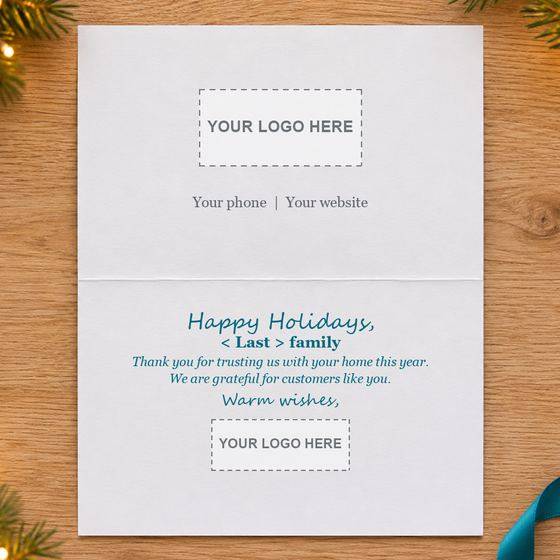 YOUR LOGO HERE
Your phone | Your website
Happy Holidays,
< Last > family
Thank you for trusting us with your home this year.
We are grateful for customers like you.
Warm wishes,
YOUR LOGO HERE